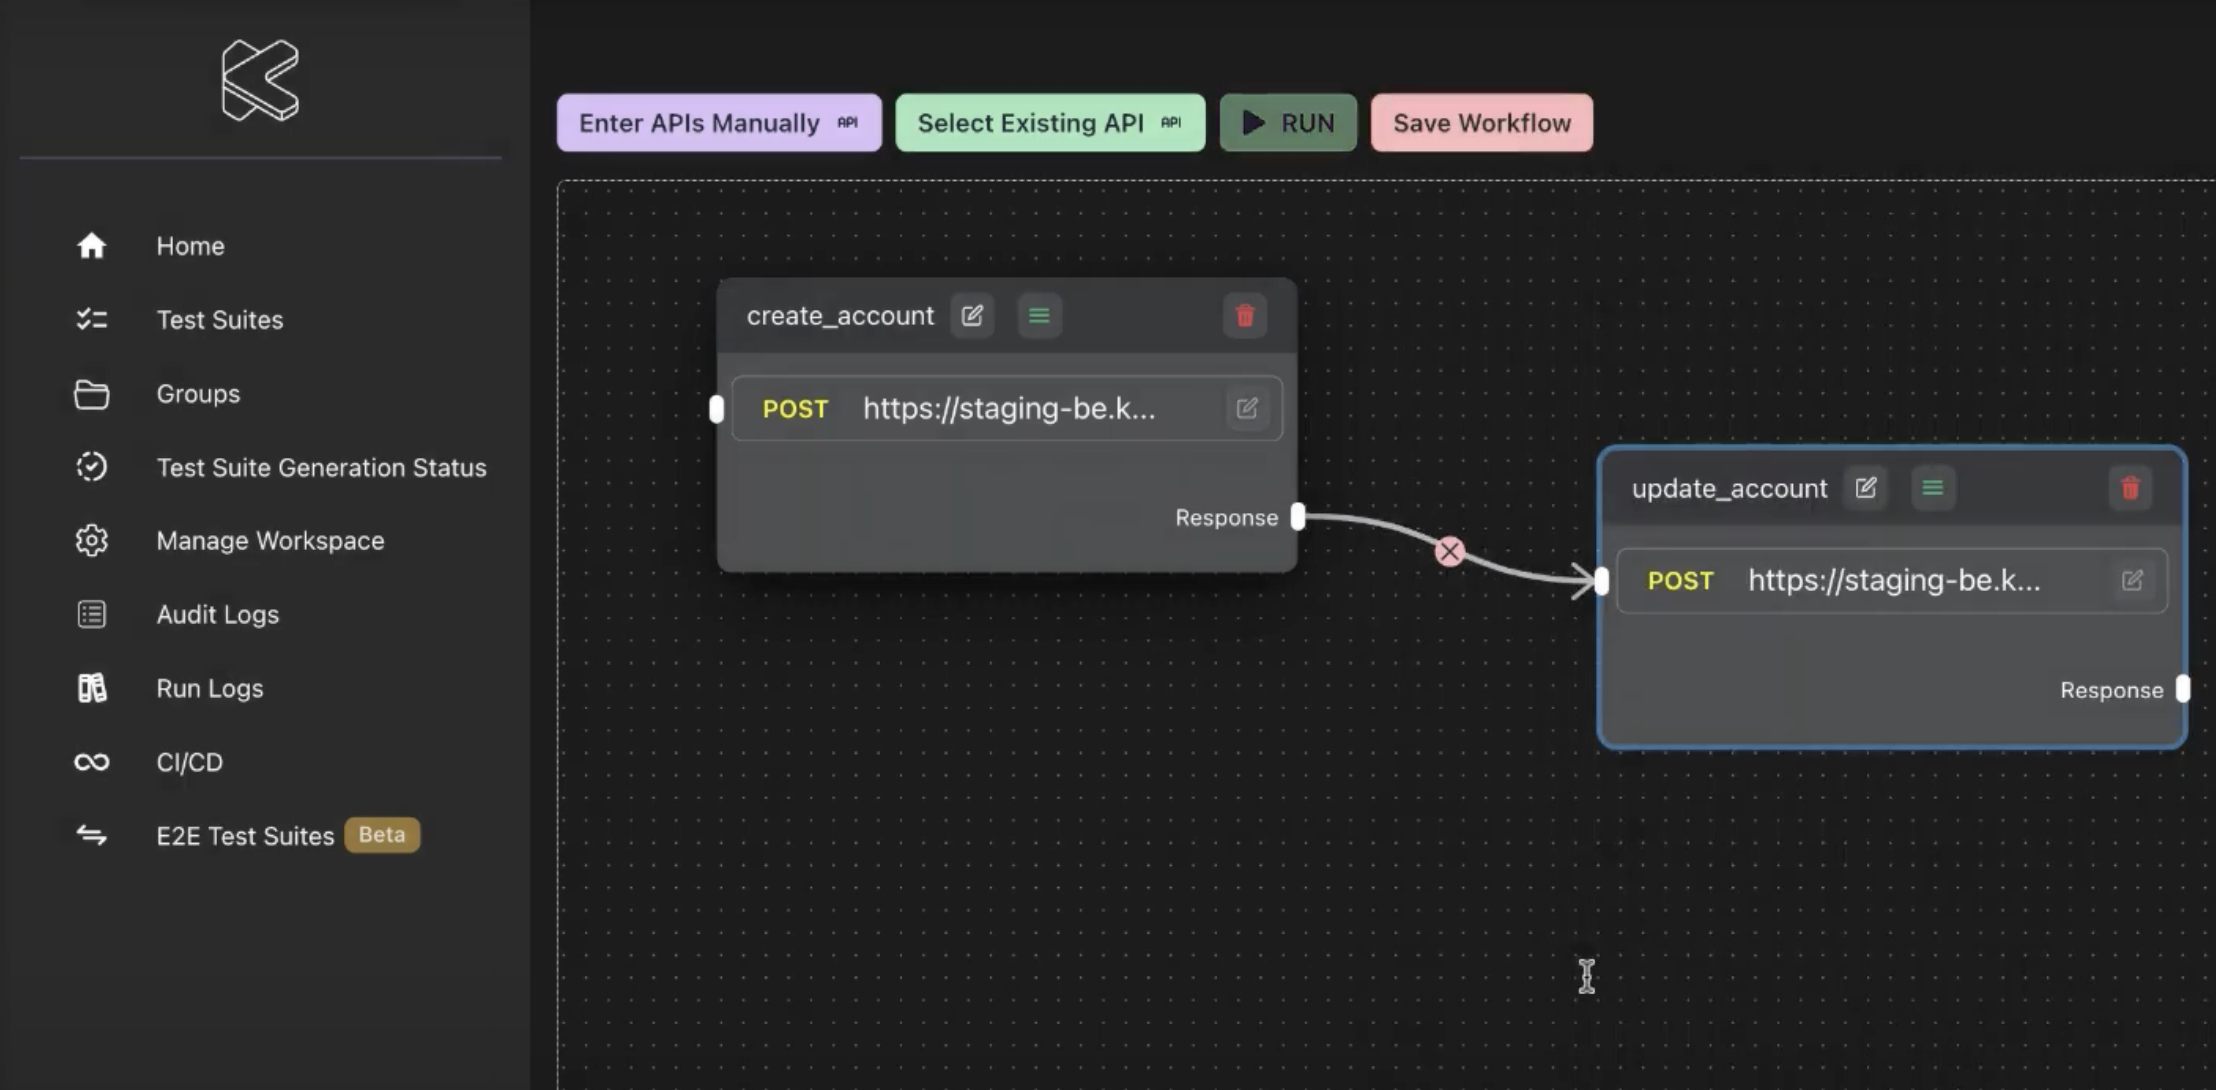 Enter APIs Manually API
Select Existing API API
RUN
Save Workflow
Home
Test Suites
Groups
Test Suite Generation Status
Manage Workspace
Audit Logs
Run Logs
CI/CD
E2E Test Suites Beta
create_account
POST https://staging-be.k...
Response
update_account
POST https://staging-be.k...
Response